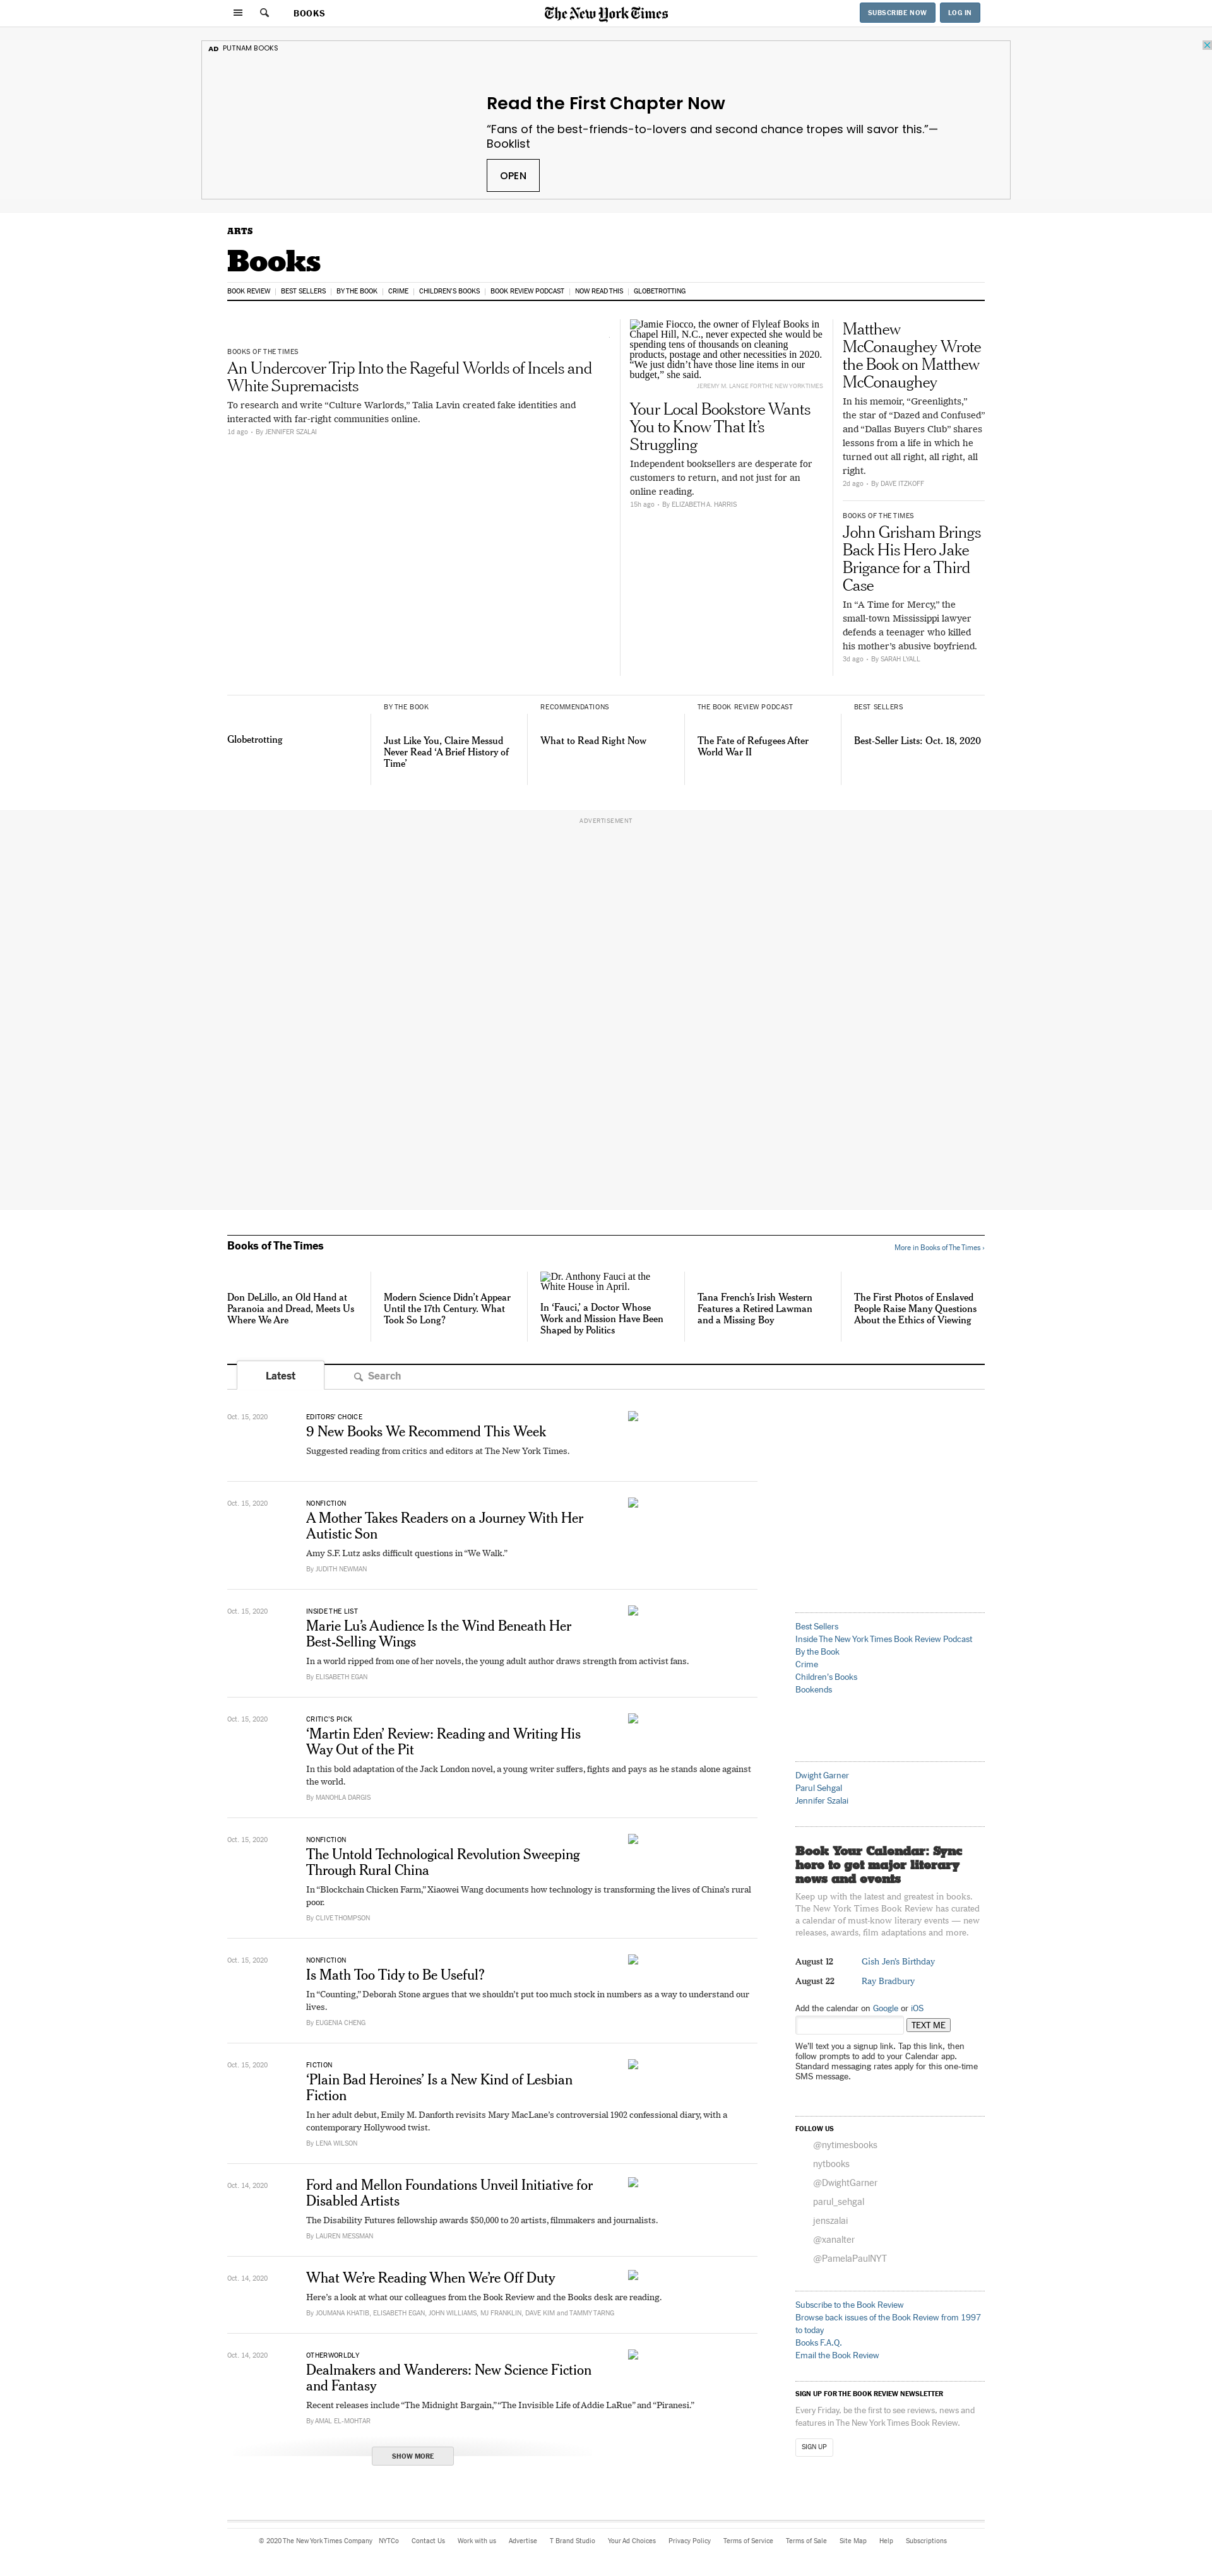 BOOKS
The New York Times
SUBSCRIBE NOW
LOG IN
AD PUTNAM BOOKS
Read the First Chapter Now
“Fans of the best-friends-to-lovers and second chance tropes will savor this.”—
Booklist
OPEN
ARTS
Books
BOOK REVIEW
BEST SELLERS
BY THE BOOK
CRIME
CHILDREN'S BOOKS
BOOK REVIEW PODCAST
NOW READ THIS
GLOBETROTTING
BOOKS OF THE TIMES
An Undercover Trip Into the Rageful Worlds of Incels and
White Supremacists
To research and write “Culture Warlords,” Talia Lavin created fake identities and
interacted with far-right communities online.
1d ago · By JENNIFER SZALAI
Jamie Fiocco, the owner of Flyleaf Books in
Chapel Hill, N.C., never expected she would be
spending tens of thousands on cleaning
products, postage and other necessities in 2020.
“We just didn’t have those line items in our
budget,” she said.
JEREMY M. LANGE FOR THE NEW YORK TIMES
Your Local Bookstore Wants
You to Know That It’s
Struggling
Independent booksellers are desperate for
customers to return, and not just for an
online reading.
15h ago · By ELIZABETH A. HARRIS
Matthew
McConaughey Wrote
the Book on Matthew
McConaughey
In his memoir, “Greenlights,”
the star of “Dazed and Confused”
and “Dallas Buyers Club” shares
lessons from a life in which he
turned out all right, all right, all
right.
2d ago · By DAVE ITZKOFF
BOOKS OF THE TIMES
John Grisham Brings
Back His Hero Jake
Brigance for a Third
Case
In “A Time for Mercy,” the
small-town Mississippi lawyer
defends a teenager who killed
his mother’s abusive boyfriend.
3d ago · By SARAH LYALL
Globetrotting
BY THE BOOK
Just Like You, Claire Messud
Never Read ‘A Brief History of
Time’
RECOMMENDATIONS
What to Read Right Now
THE BOOK REVIEW PODCAST
The Fate of Refugees After
World War II
BEST SELLERS
Best-Seller Lists: Oct. 18, 2020
ADVERTISEMENT
Books of The Times
More in Books of The Times ›
Don DeLillo, an Old Hand at
Paranoia and Dread, Meets Us
Where We Are
Modern Science Didn’t Appear
Until the 17th Century. What
Took So Long?
Dr. Anthony Fauci at the
White House in April.
In ‘Fauci,’ a Doctor Whose
Work and Mission Have Been
Shaped by Politics
Tana French’s Irish Western
Features a Retired Lawman
and a Missing Boy
The First Photos of Enslaved
People Raise Many Questions
About the Ethics of Viewing
Latest
Search
Oct. 15, 2020
EDITORS’ CHOICE
9 New Books We Recommend This Week
Suggested reading from critics and editors at The New York Times.
Oct. 15, 2020
NONFICTION
A Mother Takes Readers on a Journey With Her
Autistic Son
Amy S.F. Lutz asks difficult questions in “We Walk.”
By JUDITH NEWMAN
Oct. 15, 2020
INSIDE THE LIST
Marie Lu’s Audience Is the Wind Beneath Her
Best-Selling Wings
In a world ripped from one of her novels, the young adult author draws strength from activist fans.
By ELISABETH EGAN
Oct. 15, 2020
CRITIC’S PICK
‘Martin Eden’ Review: Reading and Writing His
Way Out of the Pit
In this bold adaptation of the Jack London novel, a young writer suffers, fights and pays as he stands alone against
the world.
By MANOHLA DARGIS
Oct. 15, 2020
NONFICTION
The Untold Technological Revolution Sweeping
Through Rural China
In “Blockchain Chicken Farm,” Xiaowei Wang documents how technology is transforming the lives of China’s rural
poor.
By CLIVE THOMPSON
Oct. 15, 2020
NONFICTION
Is Math Too Tidy to Be Useful?
In “Counting,” Deborah Stone argues that we shouldn’t put too much stock in numbers as a way to understand our
lives.
By EUGENIA CHENG
Oct. 15, 2020
FICTION
‘Plain Bad Heroines’ Is a New Kind of Lesbian
Fiction
In her adult debut, Emily M. Danforth revisits Mary MacLane’s controversial 1902 confessional diary, with a
contemporary Hollywood twist.
By LENA WILSON
Oct. 14, 2020
Ford and Mellon Foundations Unveil Initiative for
Disabled Artists
The Disability Futures fellowship awards $50,000 to 20 artists, filmmakers and journalists.
By LAUREN MESSMAN
Oct. 14, 2020
What We’re Reading When We’re Off Duty
Here’s a look at what our colleagues from the Book Review and the Books desk are reading.
By JOUMANA KHATIB, ELISABETH EGAN, JOHN WILLIAMS, MJ FRANKLIN, DAVE KIM and TAMMY TARNG
Oct. 14, 2020
OTHERWORLDLY
Dealmakers and Wanderers: New Science Fiction
and Fantasy
Recent releases include “The Midnight Bargain,” “The Invisible Life of Addie LaRue” and “Piranesi.”
By AMAL EL-MOHTAR
SHOW MORE
Best Sellers
Inside The New York Times Book Review Podcast
By the Book
Crime
Children's Books
Bookends
Dwight Garner
Parul Sehgal
Jennifer Szalai
Book Your Calendar: Sync
here to get major literary
news and events
Keep up with the latest and greatest in books.
The New York Times Book Review has curated
a calendar of must-know literary events — new
releases, awards, film adaptations and more.
August 12 Gish Jen's Birthday
August 22 Ray Bradbury
Add the calendar on Google or iOS
TEXT ME
We'll text you a signup link. Tap this link, then
follow prompts to add to your Calendar app.
Standard messaging rates apply for this one-time
SMS message.
FOLLOW US
@nytimesbooks
nytbooks
@DwightGarner
parul_sehgal
jenszalai
@xanalter
@PamelaPaulNYT
Subscribe to the Book Review
Browse back issues of the Book Review from 1997
to today
Books F.A.Q.
Email the Book Review
SIGN UP FOR THE BOOK REVIEW NEWSLETTER
Every Friday, be the first to see reviews, news and
features in The New York Times Book Review.
SIGN UP
© 2020 The New York Times Company NYTCo Contact Us Work with us Advertise T Brand Studio Your Ad Choices Privacy Policy Terms of Service Terms of Sale Site Map Help Subscriptions